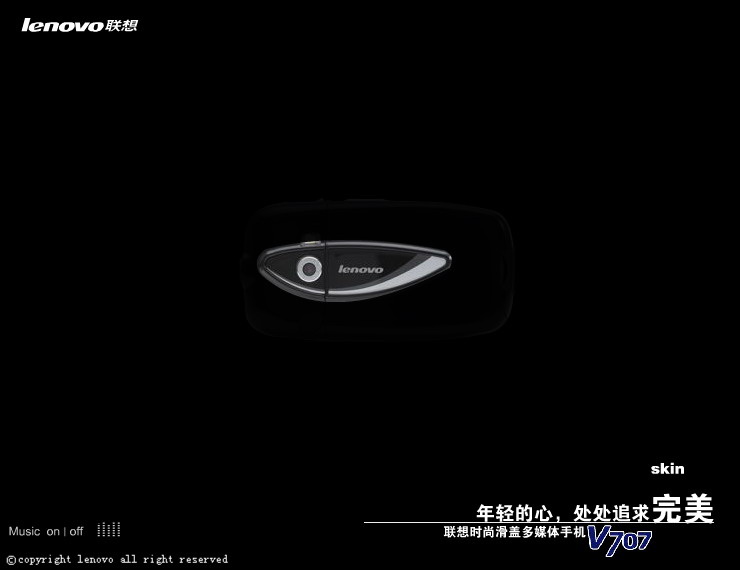 lenovo联想
lenovo
skin
年轻的心，处处追求完美
联想时尚滑盖多媒体手机V707
Music on | off
©copyright lenovo all right reserved